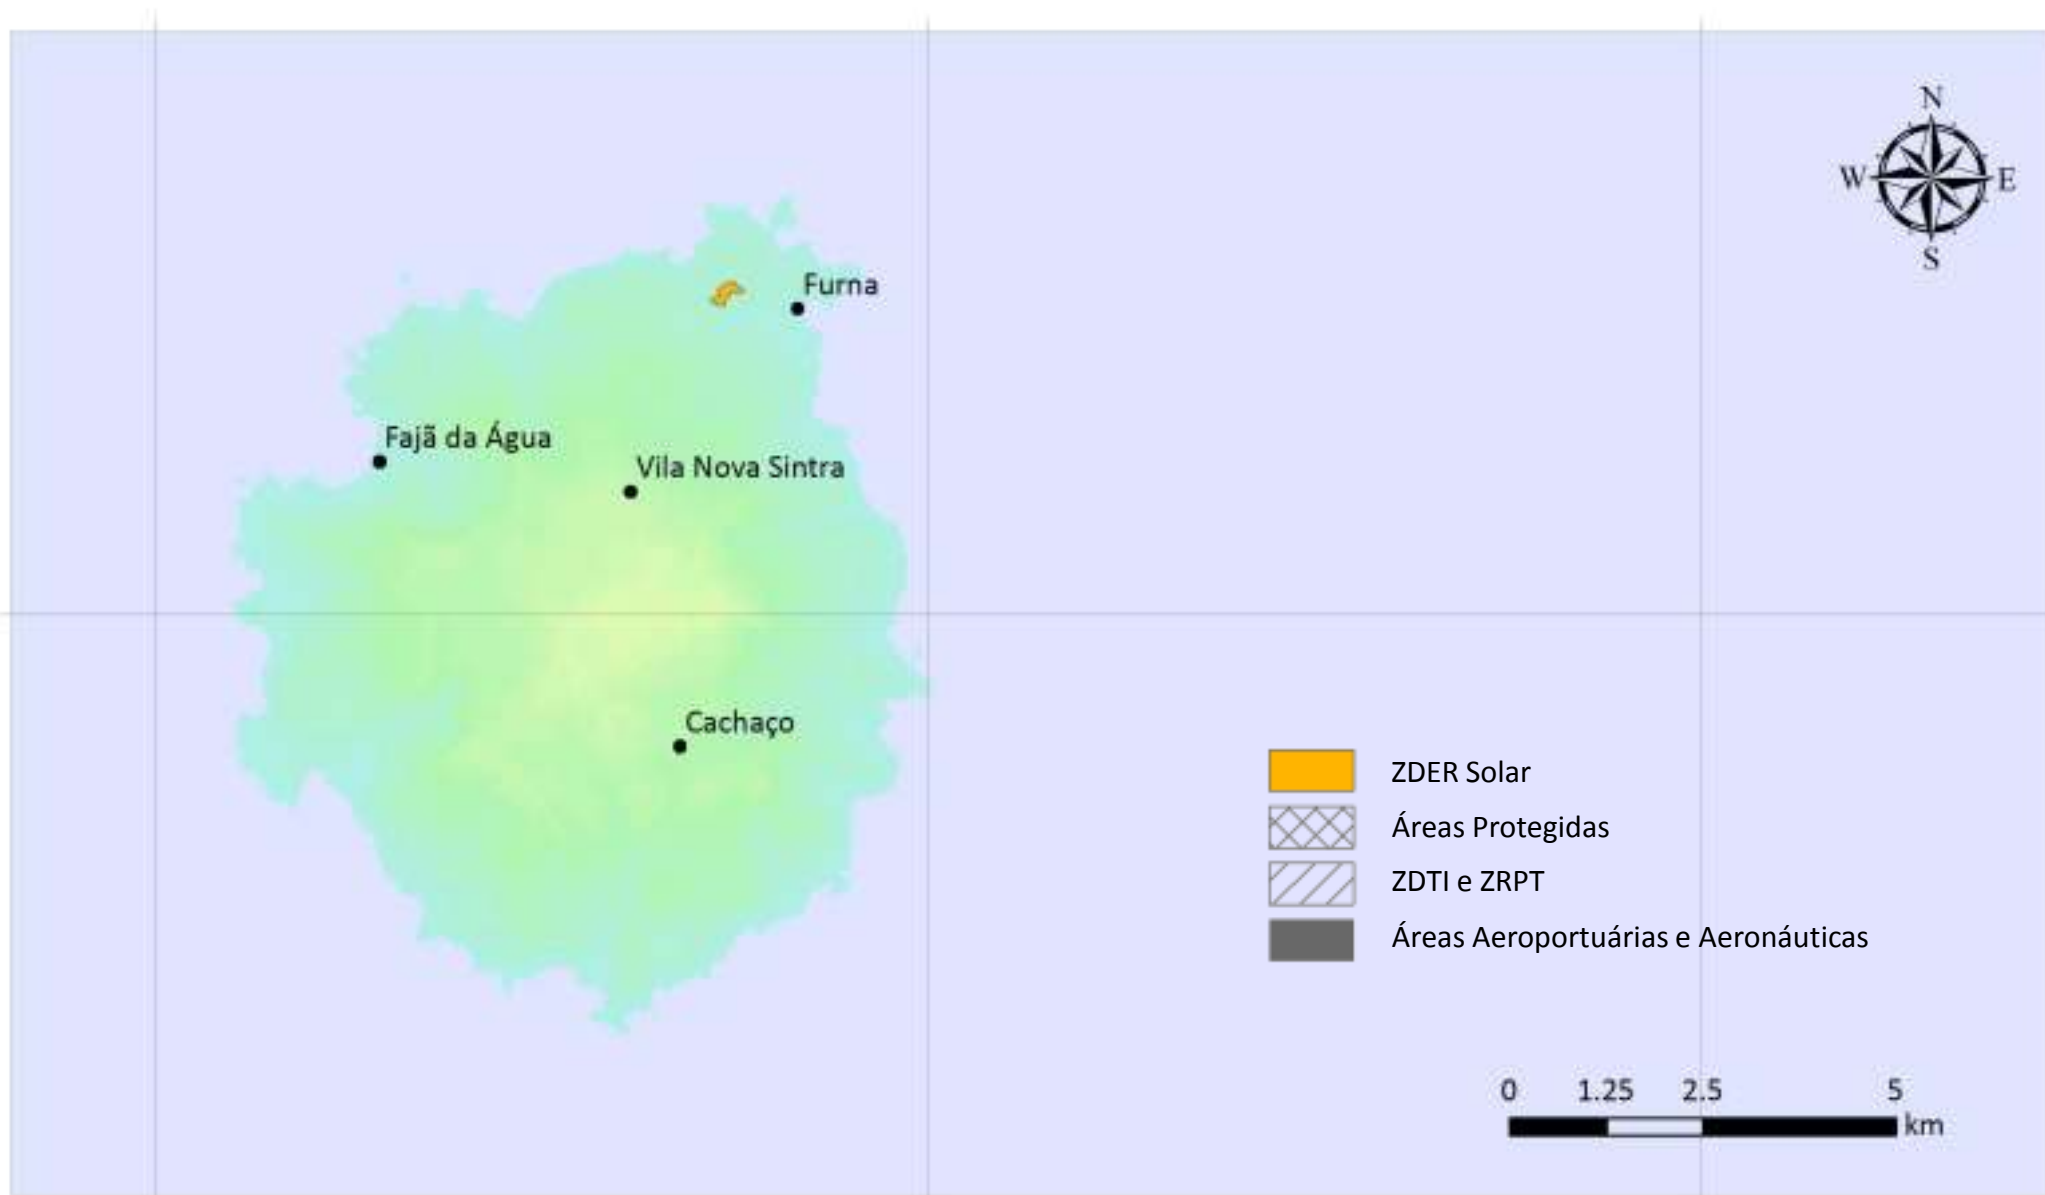 N
W E
S
Furna
Fajã da Água
Vila Nova Sintra
Cachaço
ZDER Solar
Áreas Protegidas
ZDTI e ZRPT
Áreas Aeroportuárias e Aeronáuticas
0 1.25 2.5 5
km